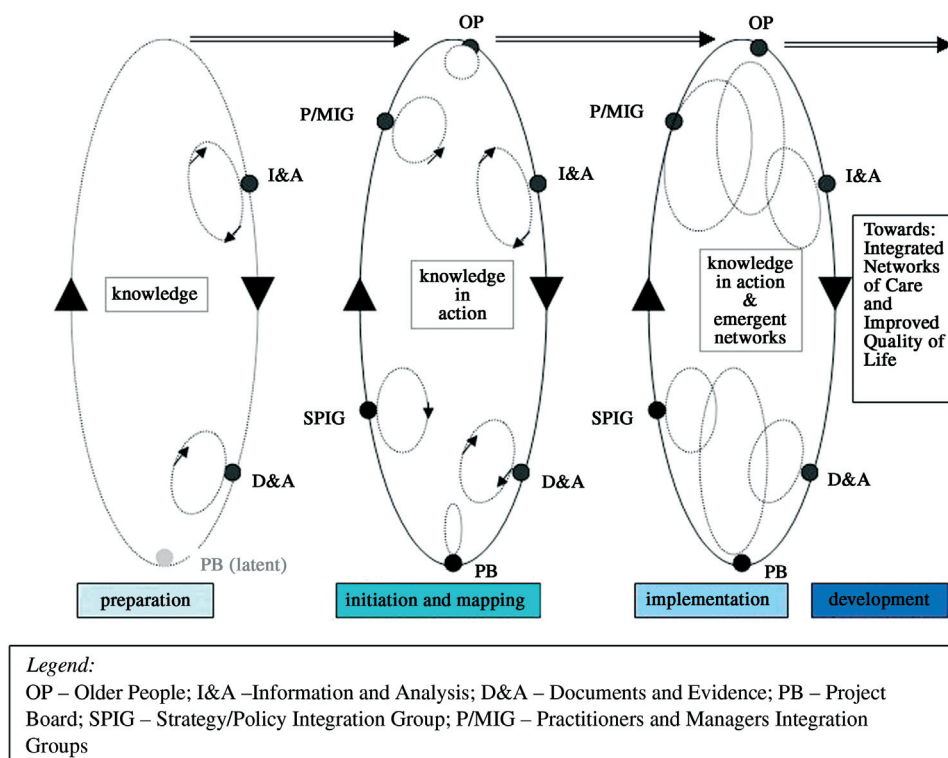 OP
P/MIG
I&A
knowledge
D&A
PB (latent)
preparation
OP
P/MIG
I&A
knowledge
in
action
SPIG
D&A
PB
initiation and mapping
I&A
knowledge
in action
&
emergent
networks
SPIG
D&A
PB
implementation
Towards:
Integrated
Networks
of Care
and
Improved
Quality of
Life
development
Legend:
OP – Older People; I&A –Information and Analysis; D&A – Documents and Evidence; PB – Project
Board; SPIG – Strategy/Policy Integration Group; P/MIG – Practitioners and Managers Integration
Groups